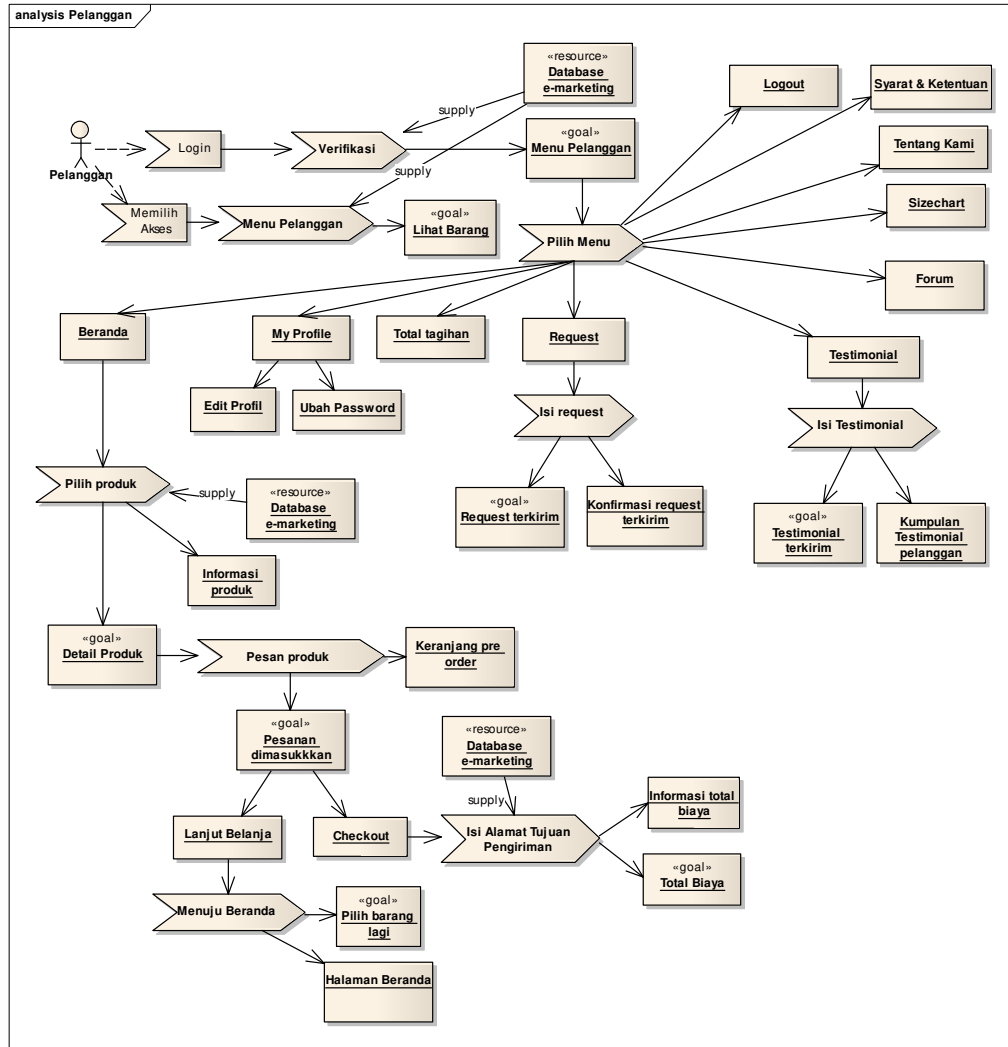 analysis Pelanggan
«resource»
Database
e-marketing
Logout
Syarat & Ketentuan
supply
«goal»
Menu Pelanggan
Tentang Kami
Login
Verifikasi
Pelanggan
supply
Memilih
Akses
Menu Pelanggan
«goal»
Lihat Barang
Sizechart
Pilih Menu
Forum
Beranda
My Profile
Total tagihan
Request
Testimonial
Edit Profil
Ubah Password
Isi request
Isi Testimonial
Pilih produk
supply
«resource»
Database
e-marketing
«goal»
Request terkirim
Konfirmasi request
terkirim
«goal»
Testimonial
terkirim
Kumpulan
Testimonial
pelanggan
Informasi
produk
«goal»
Detail Produk
Pesan produk
Keranjang pre
order
«goal»
Pesanan
dimasukkkan
«resource»
Database
e-marketing
supply
Informasi total
biaya
Lanjut Belanja
Checkout
Isi Alamat Tujuan
Pengiriman
«goal»
Total Biaya
Menuju Beranda
«goal»
Pilih barang
lagi
Halaman Beranda